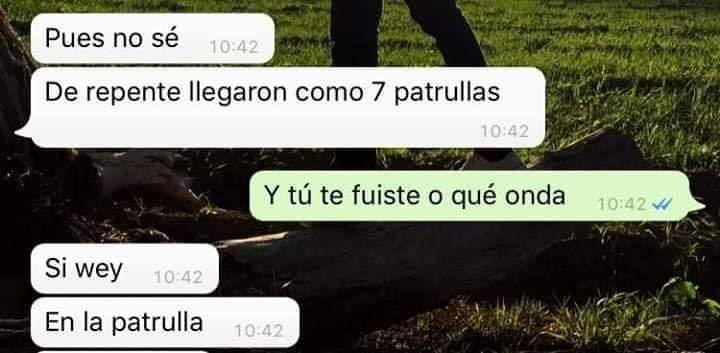 Pues no sé 10:42
De repente llegaron como 7 patrullas
10:42
Y tú te fuiste o qué onda 10:42
Si wey 10:42
En la patrulla 10:42